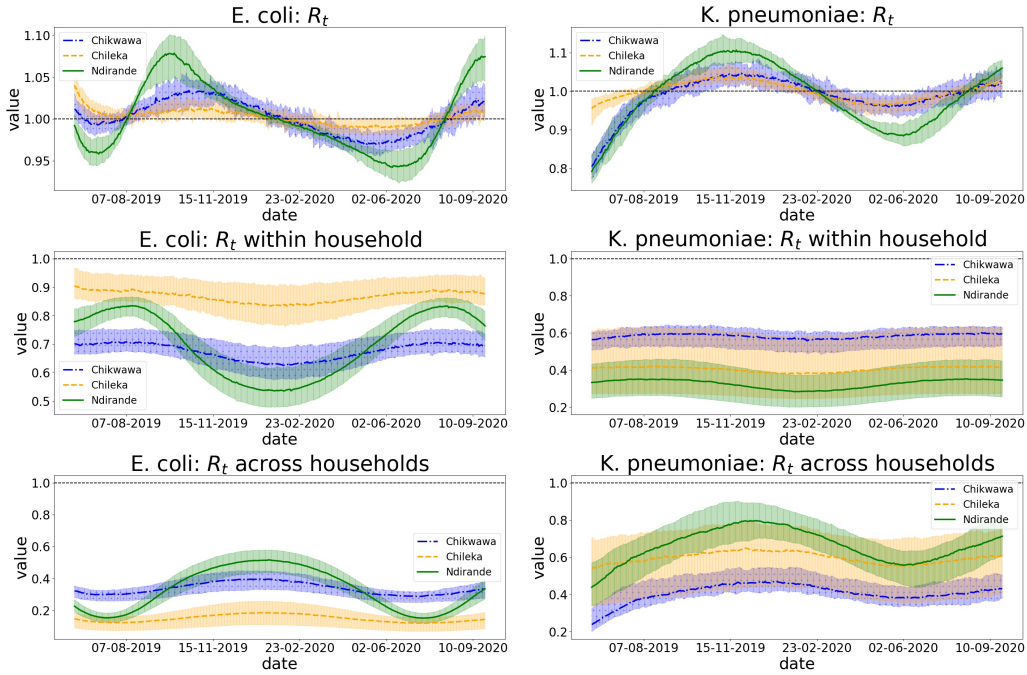 E. coli: Rₜ
value
1.10
1.05
1.00
0.95
Chikwawa
Chileka
Ndirande
07-08-2019 15-11-2019 23-02-2020 02-06-2020 10-09-2020
date
K. pneumoniae: Rₜ
value
1.1
1.0
0.9
0.8
Chikwawa
Chileka
Ndirande
07-08-2019 15-11-2019 23-02-2020 02-06-2020 10-09-2020
date
E. coli: Rₜ within household
value
1.0
0.9
0.8
0.7
0.6
0.5
Chikwawa
Chileka
Ndirande
07-08-2019 15-11-2019 23-02-2020 02-06-2020 10-09-2020
date
K. pneumoniae: Rₜ within household
value
1.0
0.8
0.6
0.4
0.2
Chikwawa
Chileka
Ndirande
07-08-2019 15-11-2019 23-02-2020 02-06-2020 10-09-2020
date
E. coli: Rₜ across households
value
1.0
0.8
0.6
0.4
0.2
Chikwawa
Chileka
Ndirande
07-08-2019 15-11-2019 23-02-2020 02-06-2020 10-09-2020
date
K. pneumoniae: Rₜ across households
value
1.0
0.8
0.6
0.4
0.2
Chikwawa
Chileka
Ndirande
07-08-2019 15-11-2019 23-02-2020 02-06-2020 10-09-2020
date